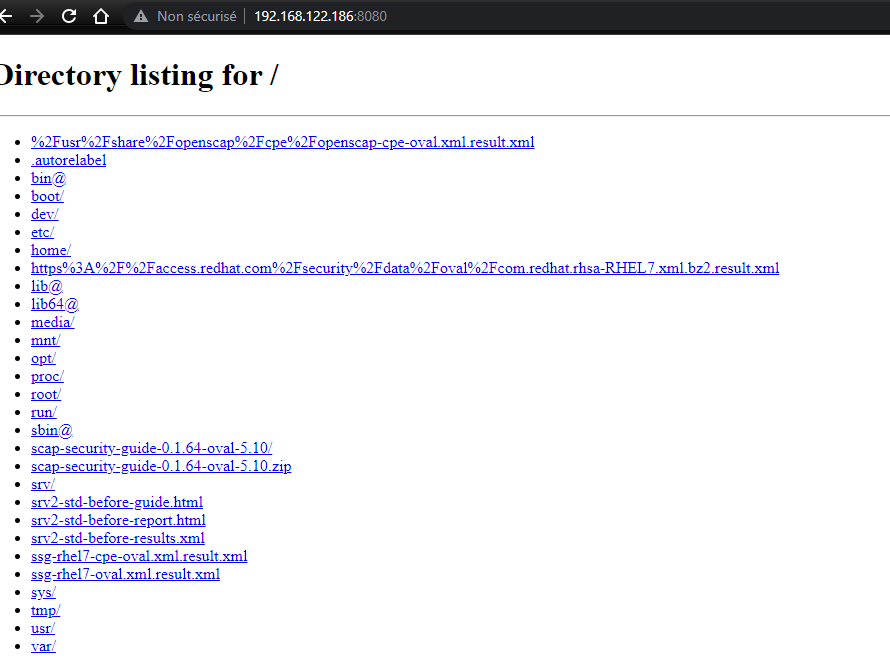 Non sécurisé 192.168.122.186:8080
Directory listing for /
%2Fusr%2Fshare%2Fopenscap%2Fcpe%2Fopenscap-cpe-oval.xml.result.xml
.autorelabel
bin@
boot/
dev/
etc/
home/
https%3A%2F%2Faccess.redhat.com%2Fsecurity%2Fdata%2Foval%2Fcom.redhat.rhsa-RHEL7.xml.bz2.result.xml
lib@
lib64@
media/
mnt/
opt/
proc/
root/
run/
sbin@
scap-security-guide-0.1.64-oval-5.10/
scap-security-guide-0.1.64-oval-5.10.zip
srv/
srv2-std-before-guide.html
srv2-std-before-report.html
srv2-std-before-results.xml
ssg-rhel7-cpe-oval.xml.result.xml
ssg-rhel7-oval.xml.result.xml
sys/
tmp/
usr/
var/